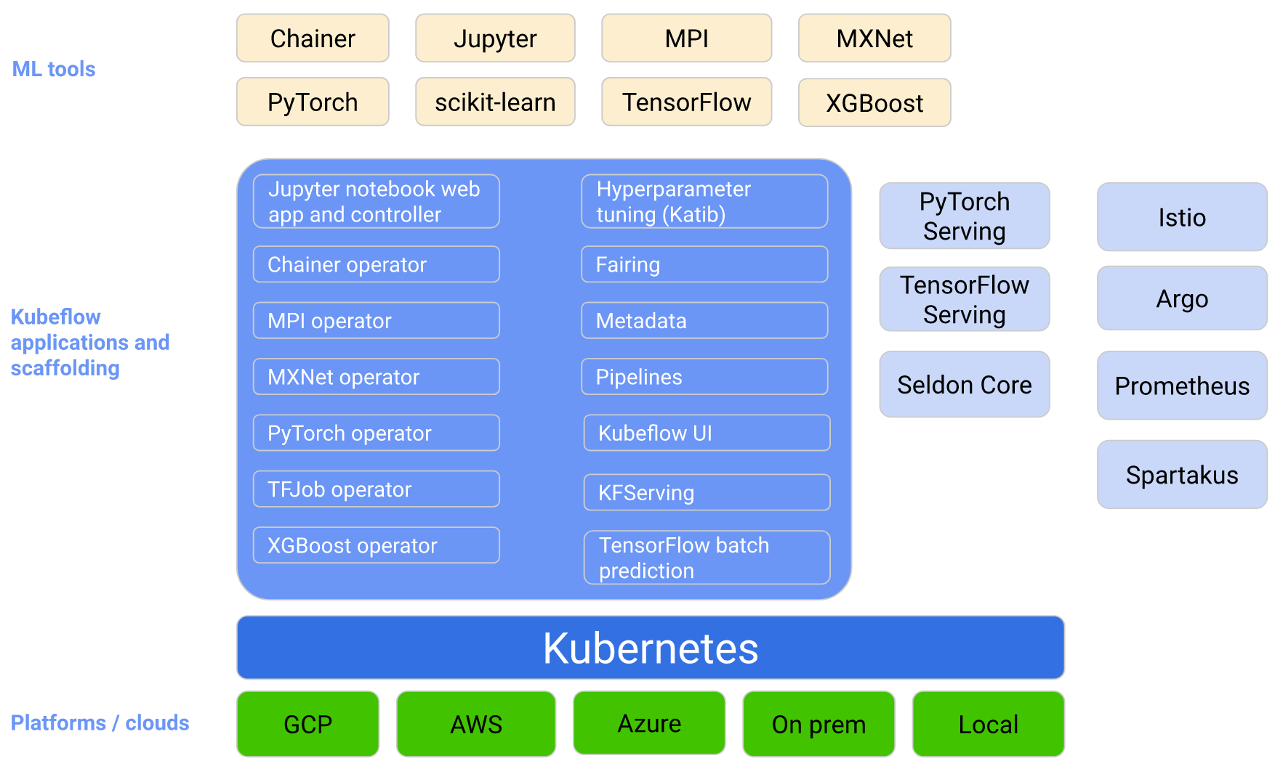 ML tools
Chainer
Jupyter
MPI
MXNet
PyTorch
scikit-learn
TensorFlow
XGBoost
Kubeflow
applications and
scaffolding
Jupyter notebook web
app and controller
Chainer operator
MPI operator
MXNet operator
PyTorch operator
TFJob operator
XGBoost operator
Hyperparameter
tuning (Katib)
Fairing
Metadata
Pipelines
Kubeflow UI
KFServing
TensorFlow batch
prediction
PyTorch
Serving
TensorFlow
Serving
Seldon Core
Istio
Argo
Prometheus
Spartakus
Kubernetes
Platforms / clouds
GCP
AWS
Azure
On prem
Local